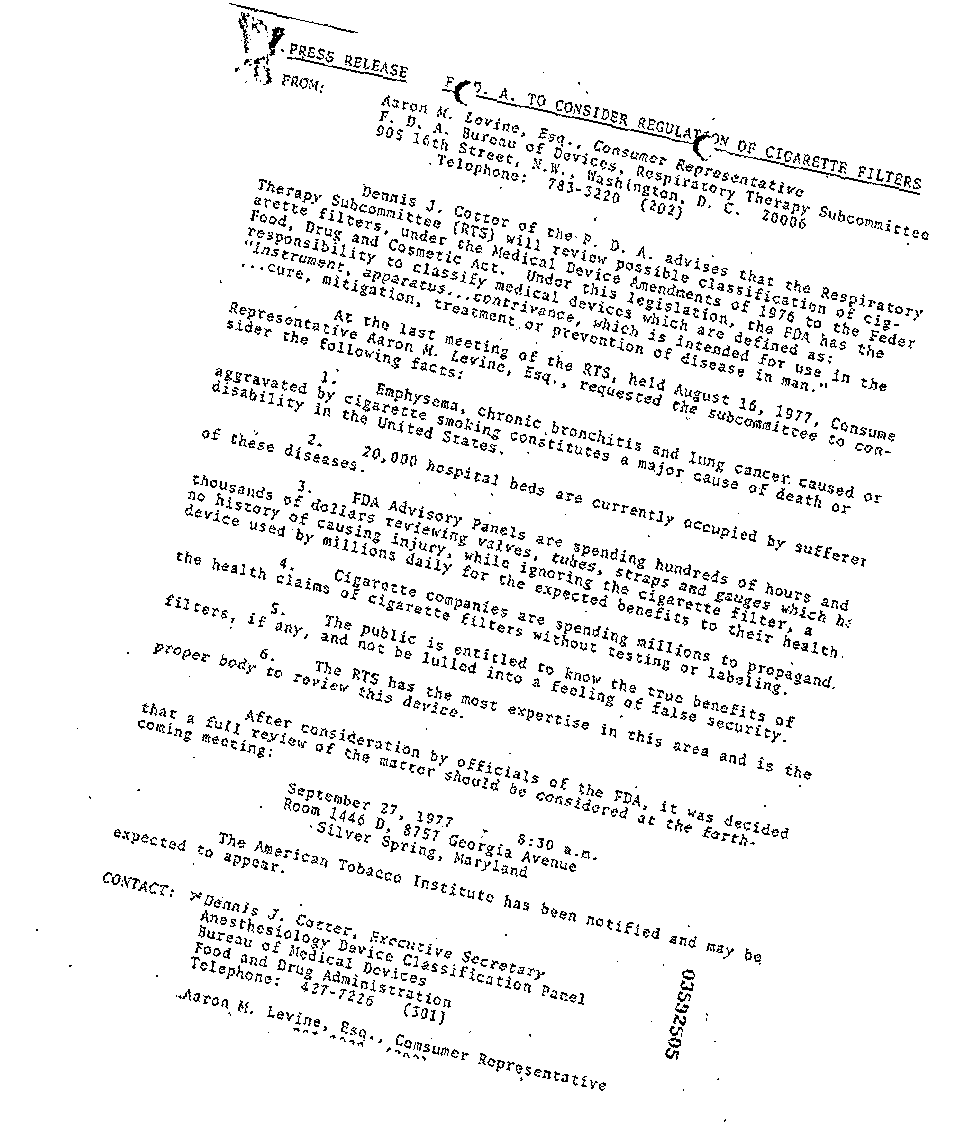 PRESS RELEASE F. D. A. TO CONSIDER REGULATION OF CIGARETTE FILTERS
FROM:
Aaron M. Levine, Esq., Consumer Representative
F. D. A. Bureau of Devices, Respiratory Therapy Subcommittee
905 16th Street, N.W., Washington, D. C. 20006
Telephone: 783-3220 (202)
Dennis J. Cotter of the F. D. A. advises that the Respiratory
Therapy Subcommittee (RTS) will review possible classification of cig-
arette filters, under the Medical Device Amendments of 1976 to the Feder
Food, Drug and Cosmetic Act. Under this legislation, the FDA has the
responsibility to classify medical devices which are defined as:
"Instrument, apparatus...contrivance, which is intended for use in the
...cure, mitigation, treatment or prevention of disease in man."
At the last meeting of the RTS, held August 16, 1977, Consume
Representative Aaron M. Levine, Esq., requested the subcommittee to con-
sider the following facts:
1. Emphysema, chronic bronchitis and lung cancer caused or
aggravated by cigarette smoking constitutes a major cause of death or
disability in the United States.
2. 20,000 hospital beds are currently occupied by sufferer
of these diseases.
3. FDA Advisory Panels are spending hundreds of hours and
thousands of dollars reviewing valves, tubes, straps and gauges which ha
no history of causing injury, while ignoring the cigarette filter, a
device used by millions daily for the expected benefits to their health.
4. Cigarette companies are spending millions to propagand.
the health claims of cigarette filters without testing or labeling.
5. The public is entitled to know the true benefits of
filters, if any, and not be lulled into a feeling of false security.
6. The RTS has the most expertise in this area and is the
proper body to review this device.
After consideration by officials of the FDA, it was decided
that a full review of the matter should be considered at the forth-
coming meeting:
September 27, 1977 - 8:30 a.m.
Room 1446 D, 8757 Georgia Avenue
Silver Spring, Maryland
The American Tobacco Institute has been notified and may be
expected to appear.
CONTACT: *Dennis J. Cotter, Executive Secretary
Anesthesiology Device Classification Panel
Bureau of Medical Devices
Food and Drug Administration
Telephone: 427-7226 (301)
Aaron M. Levine, Esq., Comsumer Representative
03592505